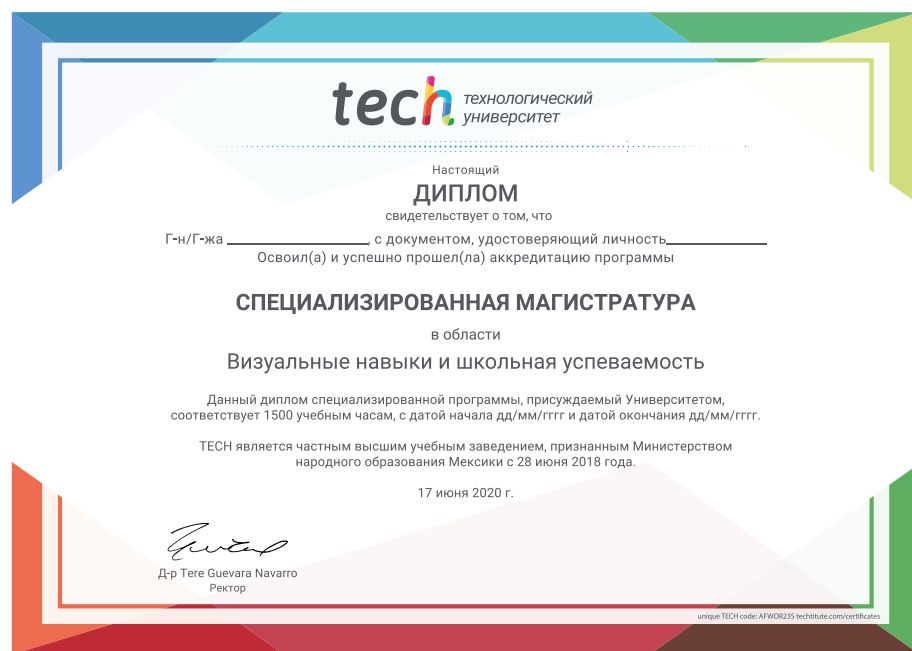 tech технологический
университет
Настоящий
ДИПЛОМ
свидетельствует о том, что
Г-н/Г-жа ____________, с документом, удостоверяющий личность____________
Освоил(а) и успешно прошел(ла) аккредитацию программы
СПЕЦИАЛИЗИРОВАННАЯ МАГИСТРАТУРА
в области
Визуальные навыки и школьная успеваемость
Данный диплом специализированной программы, присуждаемый Университетом,
соответствует 1500 учебным часам, с датой начала дд/мм/гггг и датой окончания дд/мм/гггг.
TECH является частным высшим учебным заведением, признанным Министерством
народного образования Мексики с 28 июня 2018 года.
17 июня 2020 г.
Д-р Tere Guevara Navarro
Ректор
unique TECH code: AFWOR23S techtitute.com/certificates